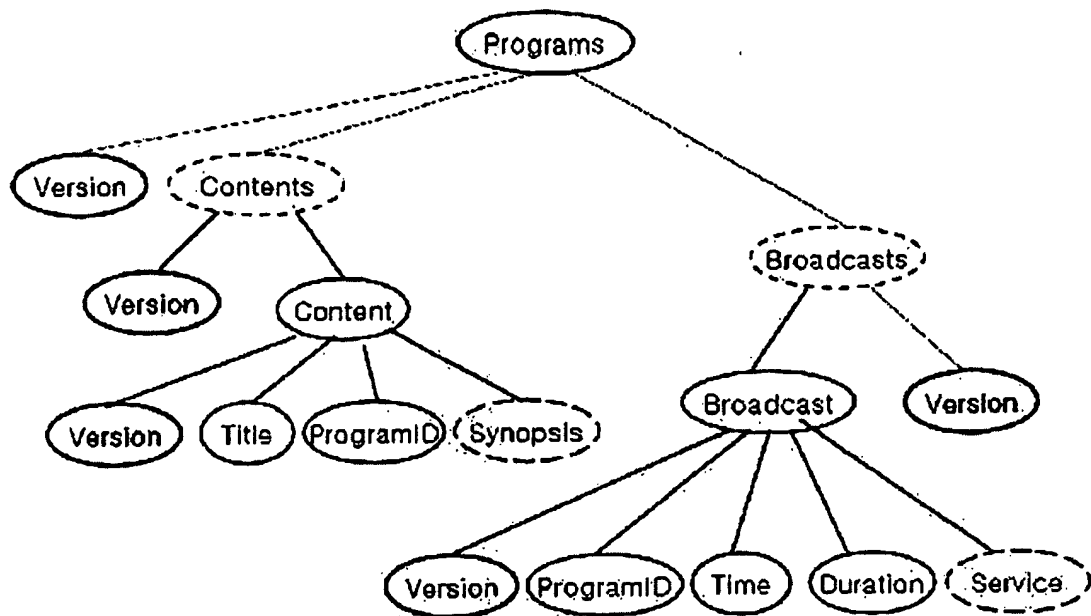 Programs
Version
Contents
Broadcasts
Version
Content
Broadcast
Version
Version
Title
ProgramID
Synopsis
Version
ProgramID
Time
Duration
Service